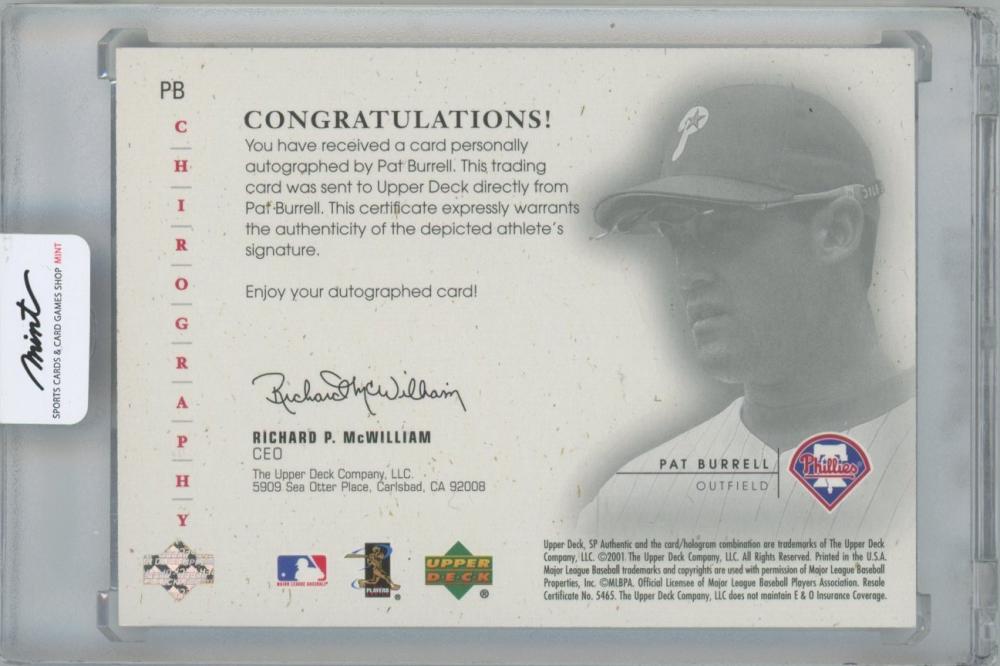 PB
CHIROGRAPHY
CONGRATULATIONS!
You have received a card personally
autographed by Pat Burrell. This trading
card was sent to Upper Deck directly from
Pat Burrell. This certificate expressly warrants
the authenticity of the depicted athlete's
signature.
Enjoy your autographed card!
Richard P. McWilliam
RICHARD P. McWILLIAM
CEO
The Upper Deck Company, LLC.
5909 Sea Otter Place, Carlsbad, CA 92008
PAT BURRELL
OUTFIELD
Phillies
P
MAJOR LEAGUE BASEBALL
PLAYERS
UPPER
DECK
®
Upper Deck, SP Authentic and the card/hologram combination are trademarks of The Upper Deck
Company, LLC. ©2001 The Upper Deck Company, LLC. All Rights Reserved. Printed in the U.S.A.
Major League Baseball trademarks and copyrights are used with permission of Major League Baseball
Properties, Inc. ©MLBPA. Official Licensee of Major League Baseball Players Association. Resale
Certificate No. 5465. The Upper Deck Company, LLC does not maintain E & O Insurance Coverage.
mint
SPORTS CARDS & CARD GAMES SHOP MINT